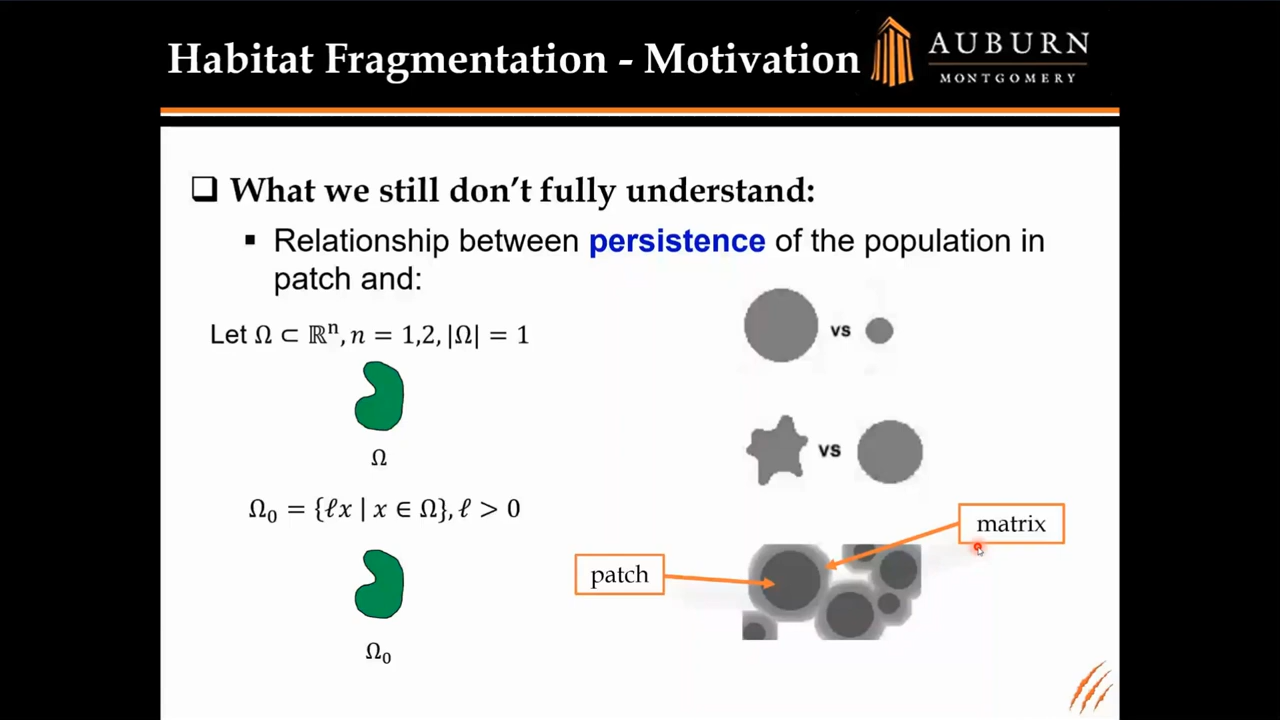 Habitat Fragmentation - Motivation
AUBURN
MONTGOMERY
❑ What we still don’t fully understand:
▪ Relationship between persistence of the population in
patch and:
Let Ω ⊂ ℝⁿ, n = 1,2, |Ω| = 1
vs
Ω
vs
Ω₀ = {ℓx | x ∈ Ω}, ℓ > 0
matrix
patch
Ω₀